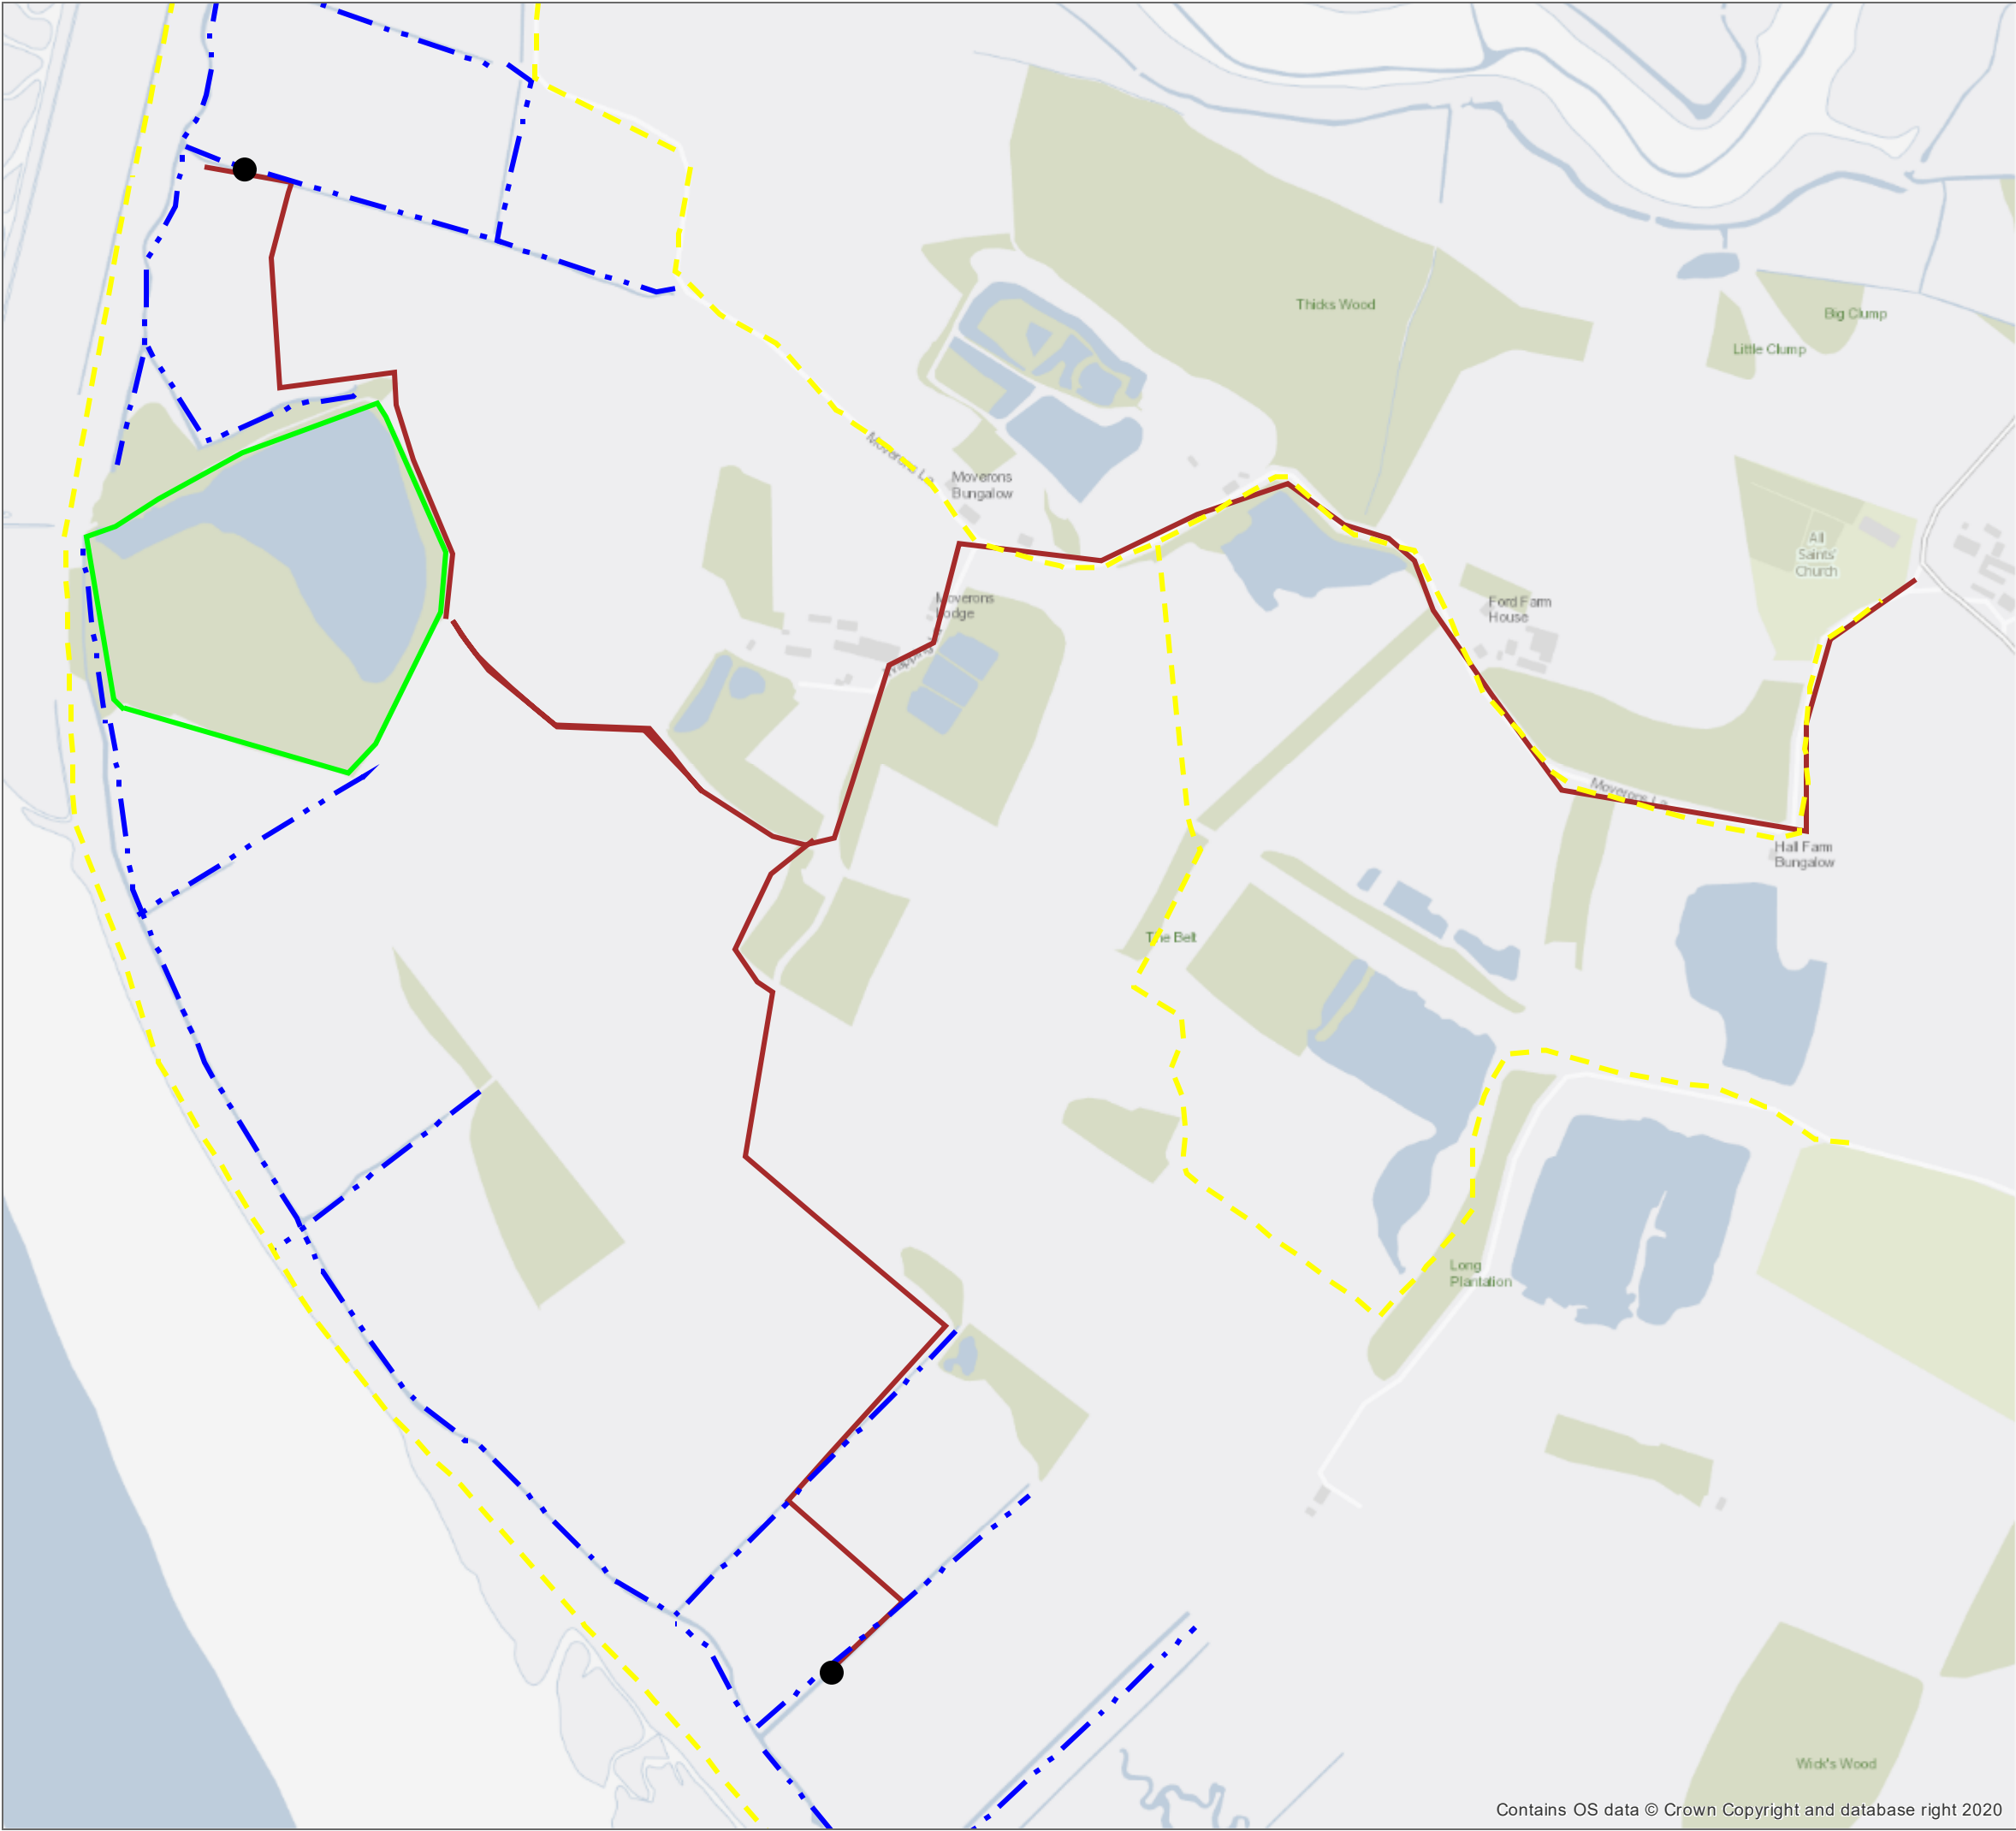 Thicks Wood
Big Clump
Little Clump
Moverons La
Moverons
Bungalow
All
Saints'
Church
Moverons
Lodge
Ford Farm
House
Moverons La
Hall Farm
Bungalow
The Belt
Long
Plantation
Wick's Wood
Contains OS data © Crown Copyright and database right 2020